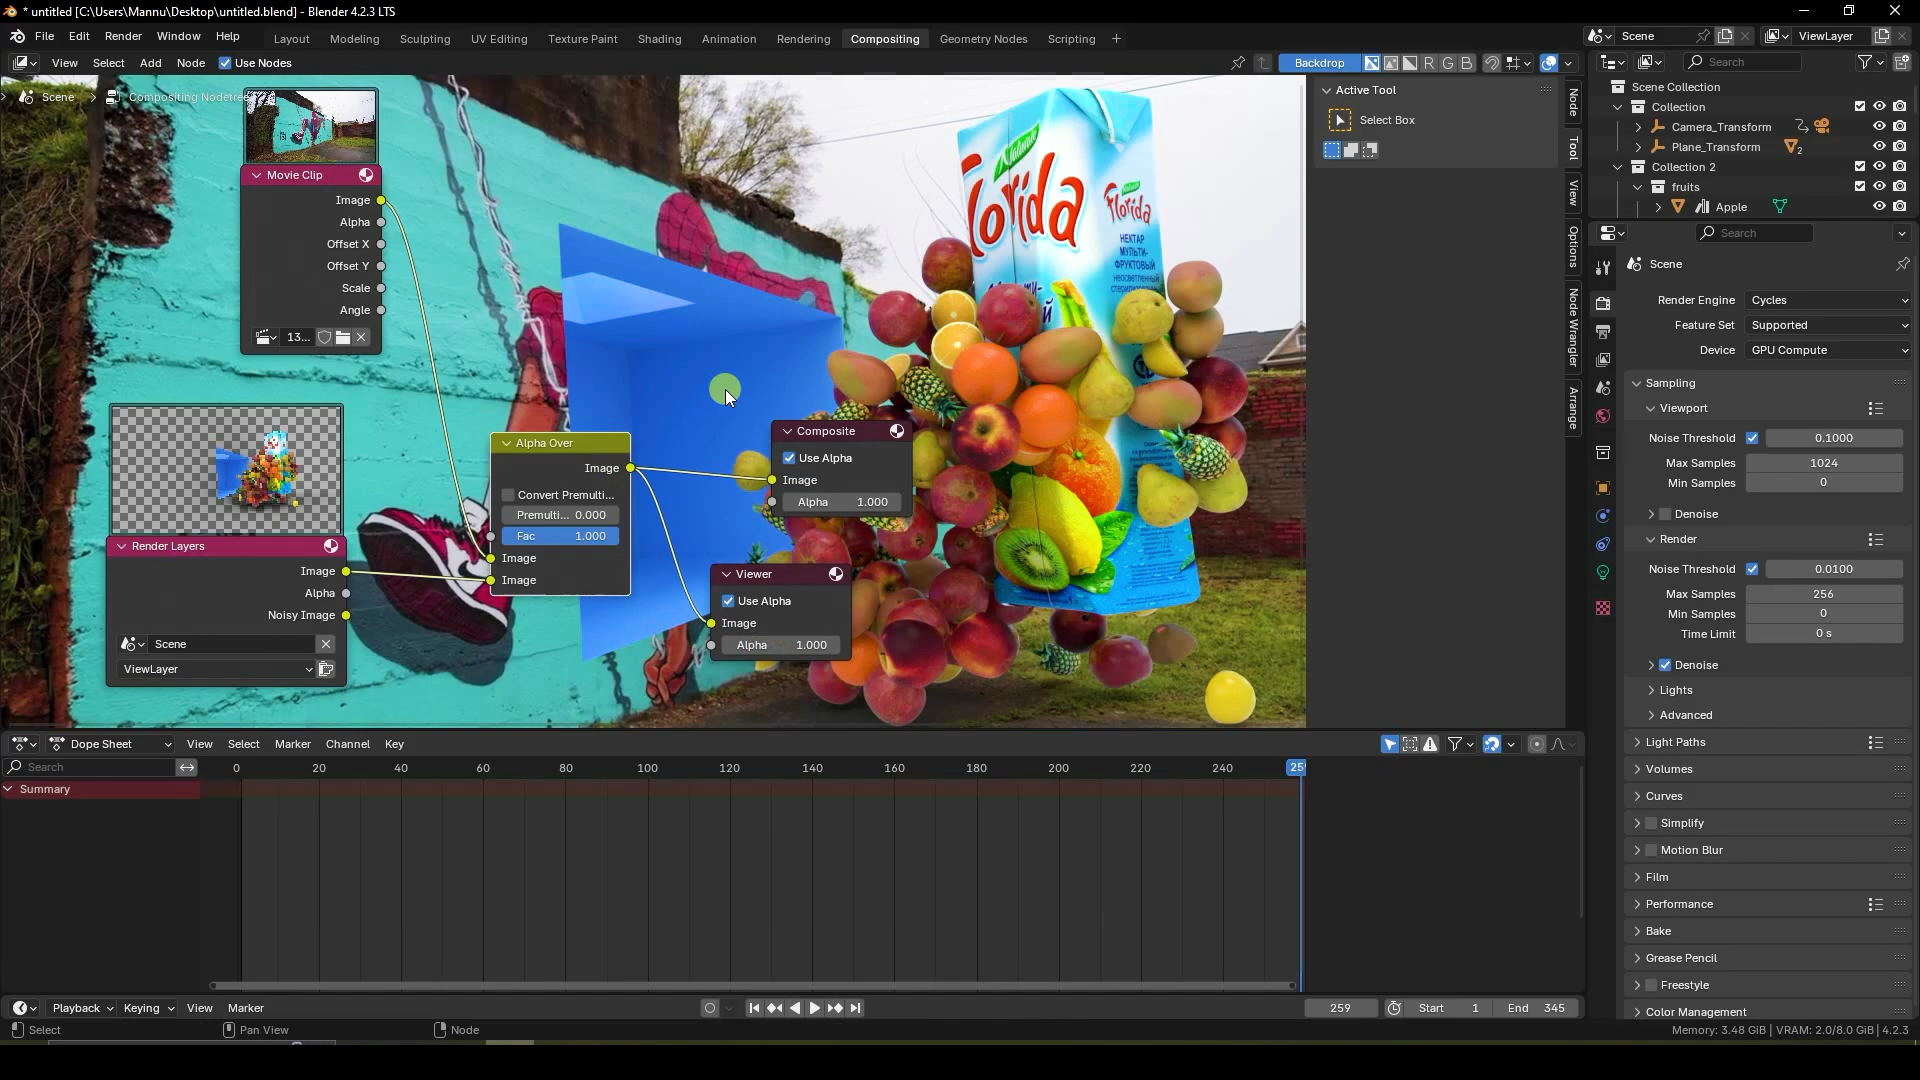 * untitled [C:\Users\Mannu\Desktop\untitled.blend] - Blender 4.2.3 LTS
File Edit Render Window Help
Layout Modeling Sculpting UV Editing Texture Paint Shading Animation Rendering Compositing Geometry Nodes Scripting +
Scene ViewLayer
View Select Add Node Use Nodes
Backdrop R G B
Search
Scene > Compositing Nodetree
Active Tool
Select Box
Node
Tool
View
Options
Node Wrangler
Arrange
Scene Collection
Collection
Camera_Transform
Plane_Transform 2
Collection 2
fruits
Apple
Search
Scene
Render Engine Cycles
Feature Set Supported
Device GPU Compute
Sampling
Viewport
Noise Threshold 0.1000
Max Samples 1024
Min Samples 0
Denoise
Render
Noise Threshold 0.0100
Max Samples 256
Min Samples 0
Time Limit 0 s
Denoise
Lights
Advanced
Light Paths
Volumes
Curves
Simplify
Motion Blur
Film
Performance
Bake
Grease Pencil
Freestyle
Color Management
Movie Clip
Image
Alpha
Offset X
Offset Y
Scale
Angle
13...
Render Layers
Image
Alpha
Noisy Image
Scene
ViewLayer
Alpha Over
Image
Convert Premulti...
Premulti... 0.000
Fac 1.000
Image
Image
Composite
Use Alpha
Image
Alpha 1.000
Viewer
Use Alpha
Image
Alpha 1.000
Florida
НЕКТАР
МУЛЬТИ-
ФРУКТОВЫЙ
Dope Sheet View Select Marker Channel Key
Search
0 20 40 60 80 100 120 140 160 180 200 220 240 259
Summary
Playback Keying View Marker
259 Start 1 End 345
Select Pan View Node
Memory: 3.48 GiB | VRAM: 2.0/8.0 GiB | 4.2.3